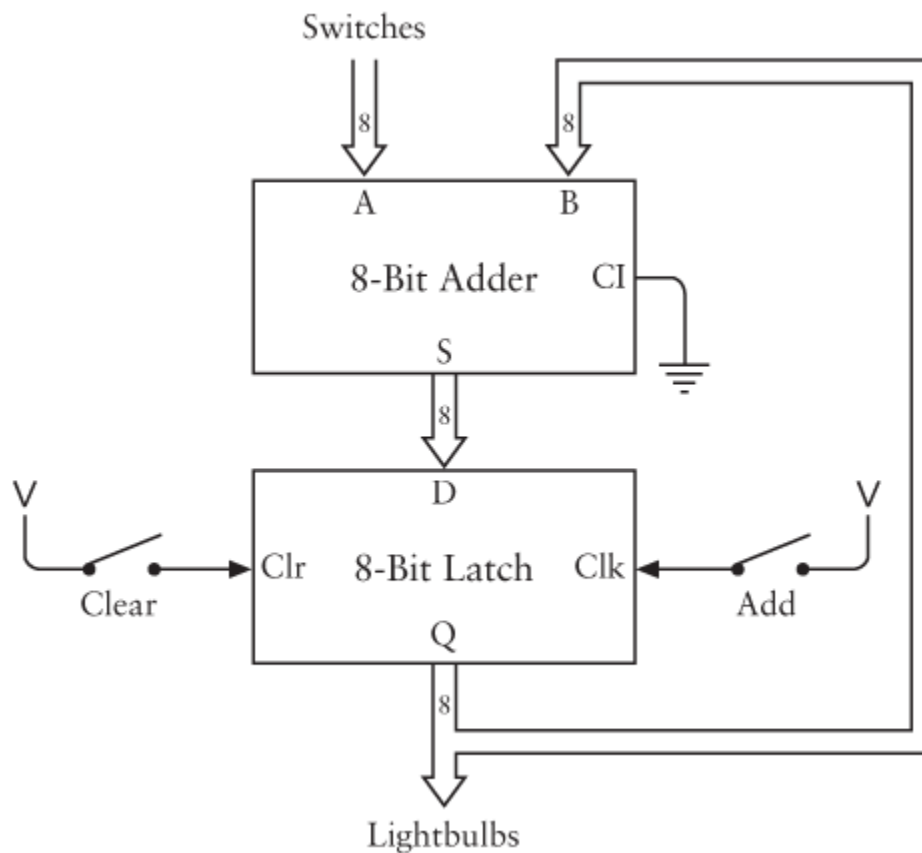 Switches
8
8
A
B
8-Bit Adder
CI
S
8
V
V
D
Clr
8-Bit Latch
Clk
Clear
Add
Q
8
Lightbulbs